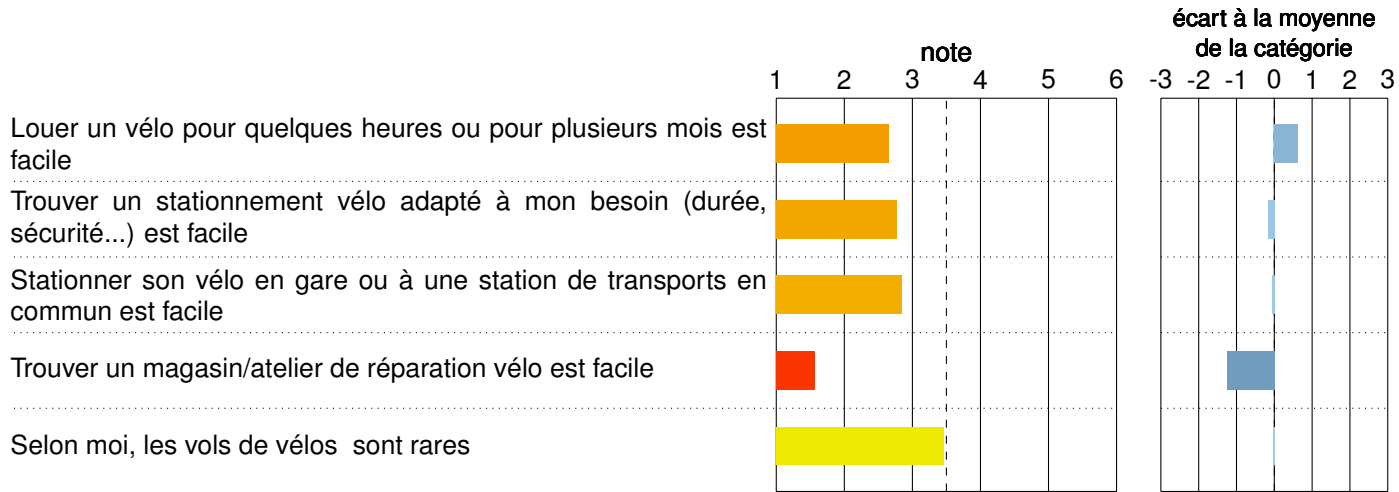 écart à la moyenne
de la catégorie
note
1 2 3 4 5 6
-3 -2 -1 0 1 2 3
Louer un vélo pour quelques heures ou pour plusieurs mois est
facile
Trouver un stationnement vélo adapté à mon besoin (durée,
sécurité...) est facile
Stationner son vélo en gare ou à une station de transports en
commun est facile
Trouver un magasin/atelier de réparation vélo est facile
Selon moi, les vols de vélos sont rares